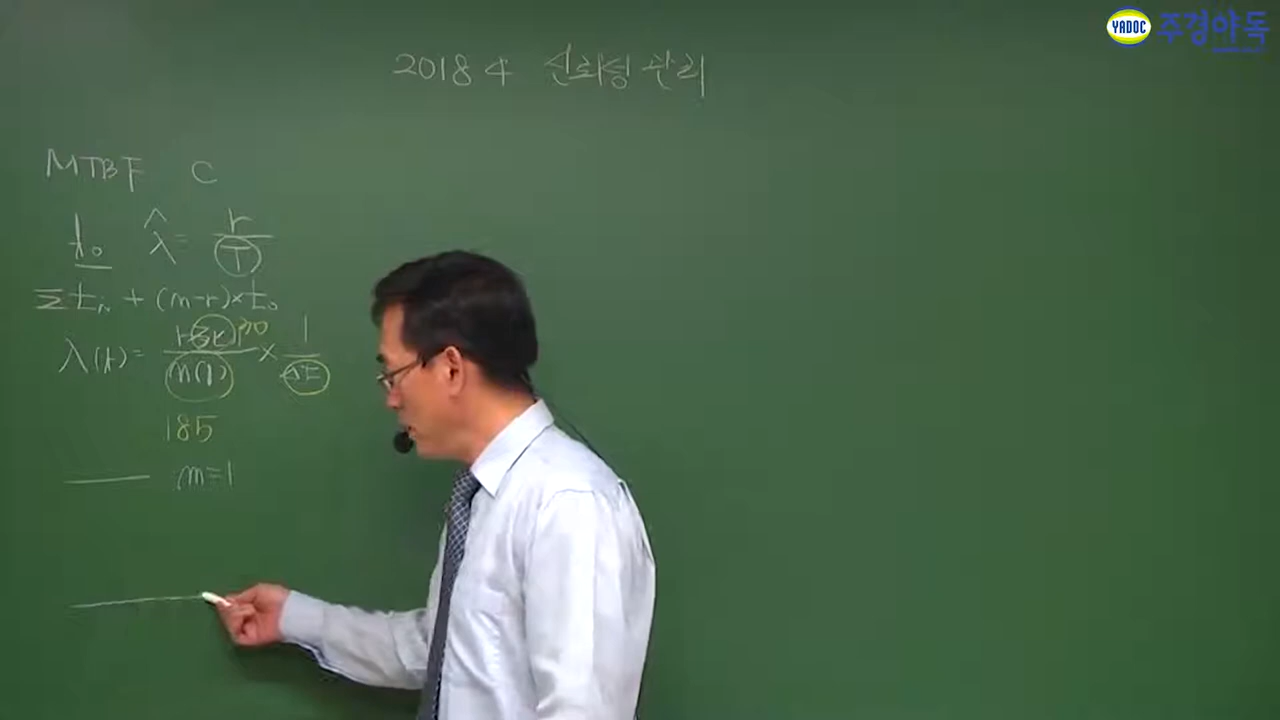 YADOC 주경야독
2018 4 신뢰성 관리
MTBF C
t₀ λ̂ = r / T
Σtᵢ + (n-r)×t₀
λ(t) = / n(t) × 1 / Δt
30
185
m=1